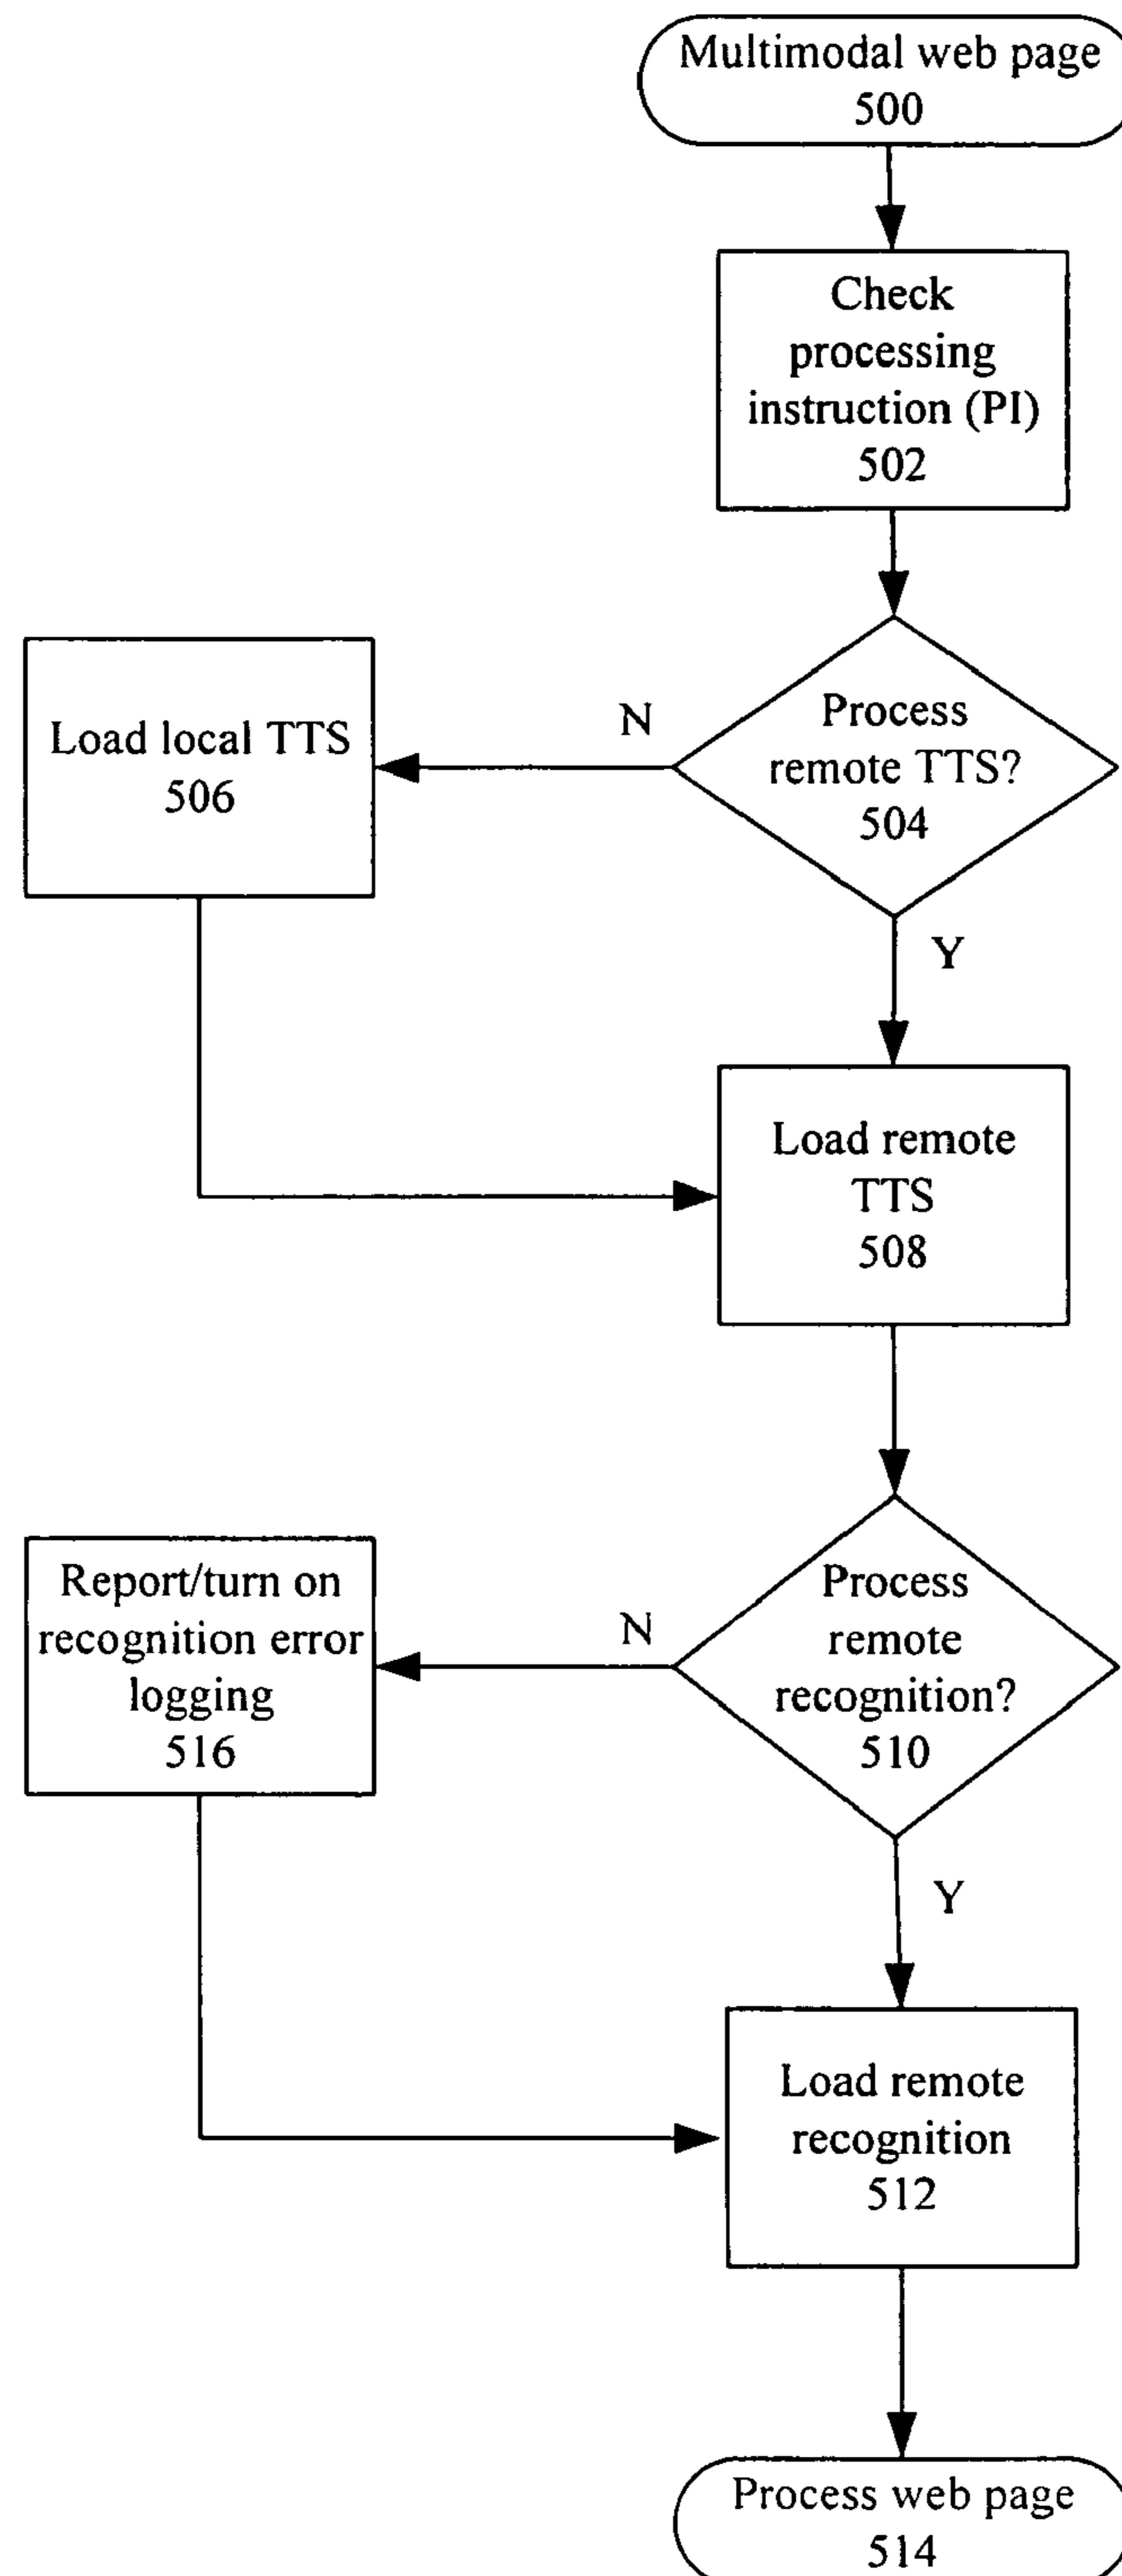 Multimodal web page
500
Check
processing
instruction (PI)
502
Process
remote TTS?
504
N
Load local TTS
506
Y
Load remote
TTS
508
Process
remote
recognition?
510
N
Report/turn on
recognition error
logging
516
Y
Load remote
recognition
512
Process web page
514